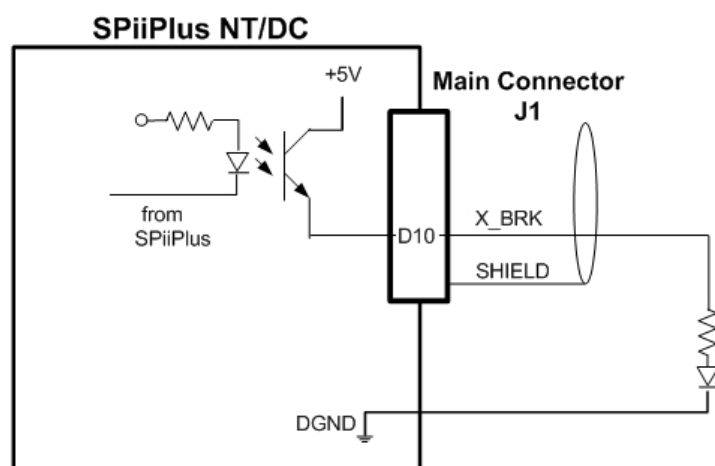 SPiiPlus NT/DC
+5V
Main Connector
J1
from
SPiiPlus
D10
X_BRK
SHIELD
DGND